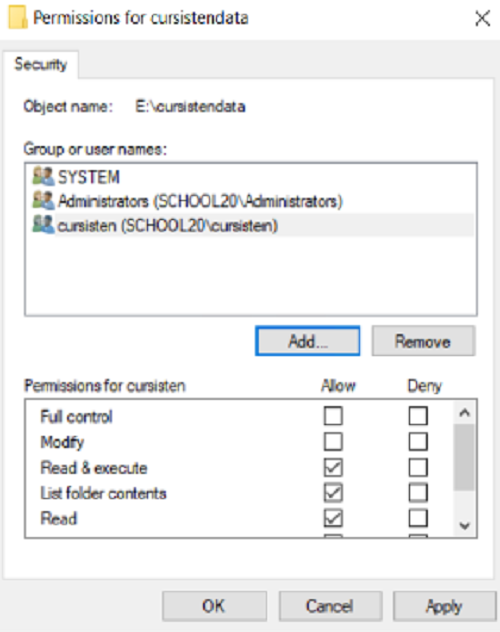 Permissions for cursistendata
Security
Object name: E:\cursistendata
Group or user names:
SYSTEM
Administrators (SCHOOL20\Administrators)
cursisten (SCHOOL20\cursisten)
Add... Remove
Permissions for cursisten Allow Deny
Full control
Modify
Read & execute
List folder contents
Read
OK Cancel Apply